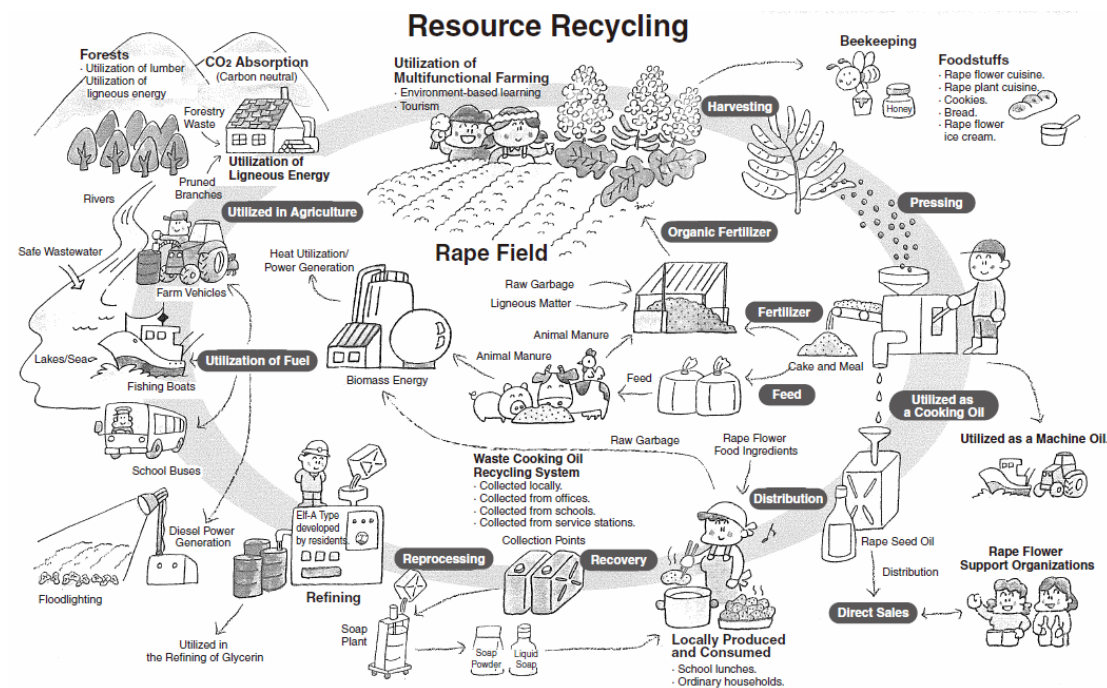 Resource Recycling
Forests
· Utilization of lumber
· Utilization of
ligneous energy
CO2 Absorption
(Carbon neutral)
Forestry
Waste
Utilization of
Ligneous Energy
Pruned
Branches
Rivers
Utilized in Agriculture
Safe Wastewater
Farm Vehicles
Lakes/Sea
Fishing Boats
Utilization of Fuel
School Buses
Diesel Power
Generation
Floodlighting
Utilization of
Multifunctional Farming
· Environment-based learning
· Tourism
Harvesting
Beekeeping
Honey
Foodstuffs
· Rape flower cuisine.
· Rape plant cuisine.
· Cookies.
· Bread.
· Rape flower
ice cream.
Pressing
Organic Fertilizer
Rape Field
Heat Utilization/
Power Generation
Raw Garbage
Ligneous Matter
Fertilizer
Animal Manure
Animal Manure
Biomass Energy
Feed
Cake and Meal
Feed
Utilized as
a Cooking Oil
Utilized as a Machine Oil
Raw Garbage
Rape Flower
Food Ingredients
Waste Cooking Oil
Recycling System
· Collected locally.
· Collected from offices.
· Collected from schools.
· Collected from service stations.
Distribution
Collection Points
Recovery
Reprocessing
Elf-A Type
developed
by residents.
Refining
Utilized in
the Refining of Glycerin
Soap
Plant
Soap
Powder
Liquid
Soap
Locally Produced
and Consumed
· School lunches.
· Ordinary households.
Rape Seed Oil
Distribution
Direct Sales
Rape Flower
Support Organizations